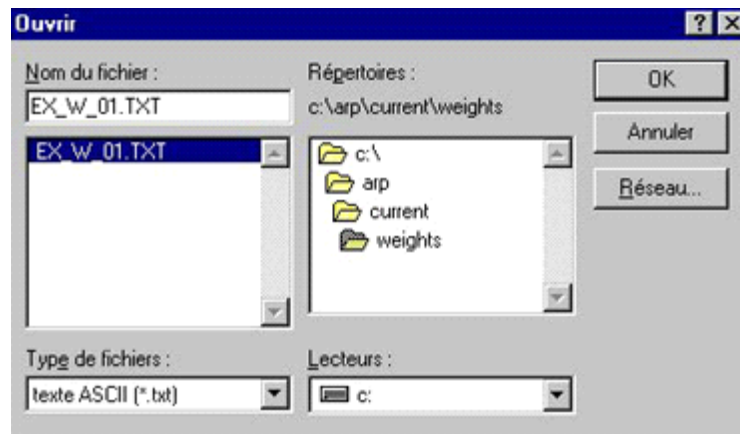 Ouvrir
Nom du fichier :
EX_W_01.TXT
EX_W_01.TXT
Répertoires :
c:\arp\current\weights
c:\
arp
current
weights
OK
Annuler
Réseau...
Type de fichiers :
texte ASCII (*.txt)
Lecteurs :
c: